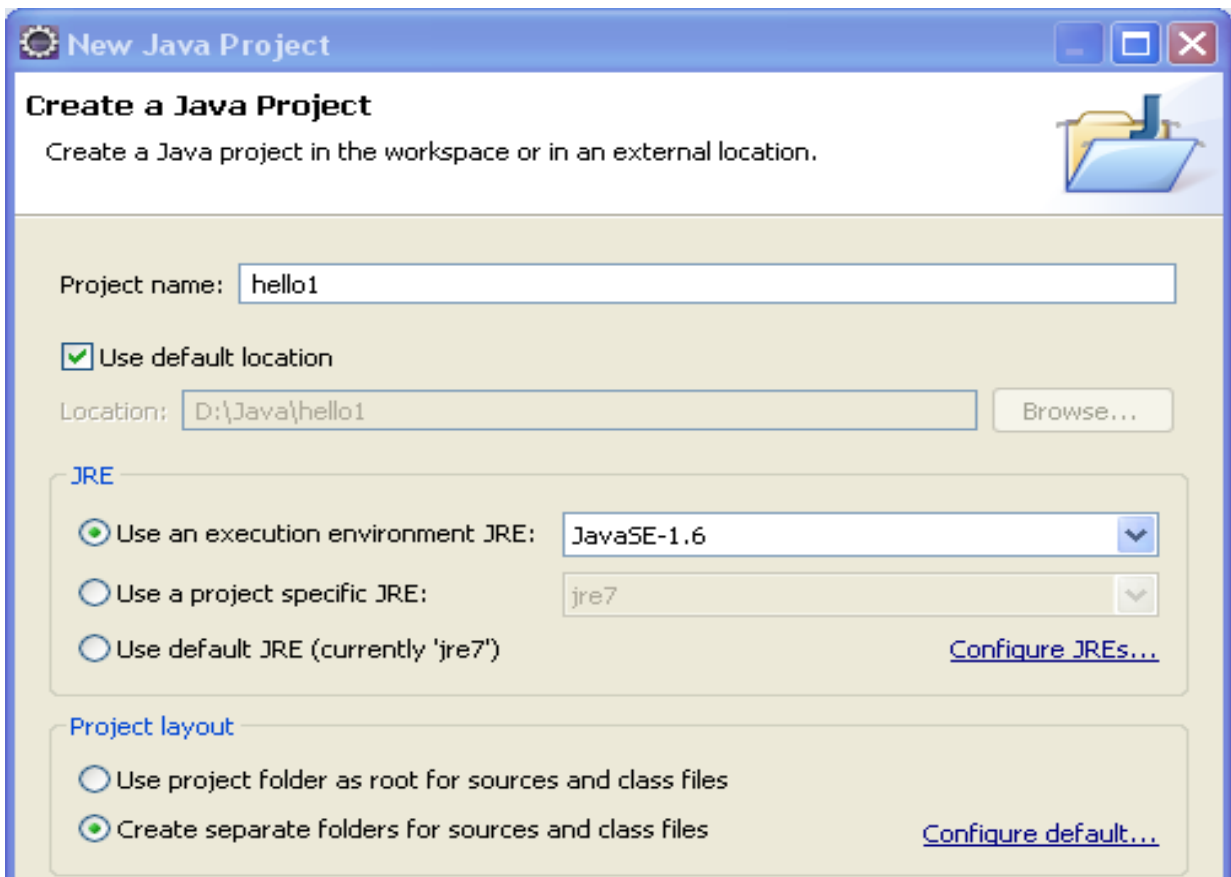 New Java Project
Create a Java Project
Create a Java project in the workspace or in an external location.
Project name: hello1
Use default location
Location: D:\Java\hello1 Browse...
JRE
Use an execution environment JRE: JavaSE-1.6
Use a project specific JRE: jre7
Use default JRE (currently 'jre7') Configure JREs...
Project layout
Use project folder as root for sources and class files
Create separate folders for sources and class files Configure default...